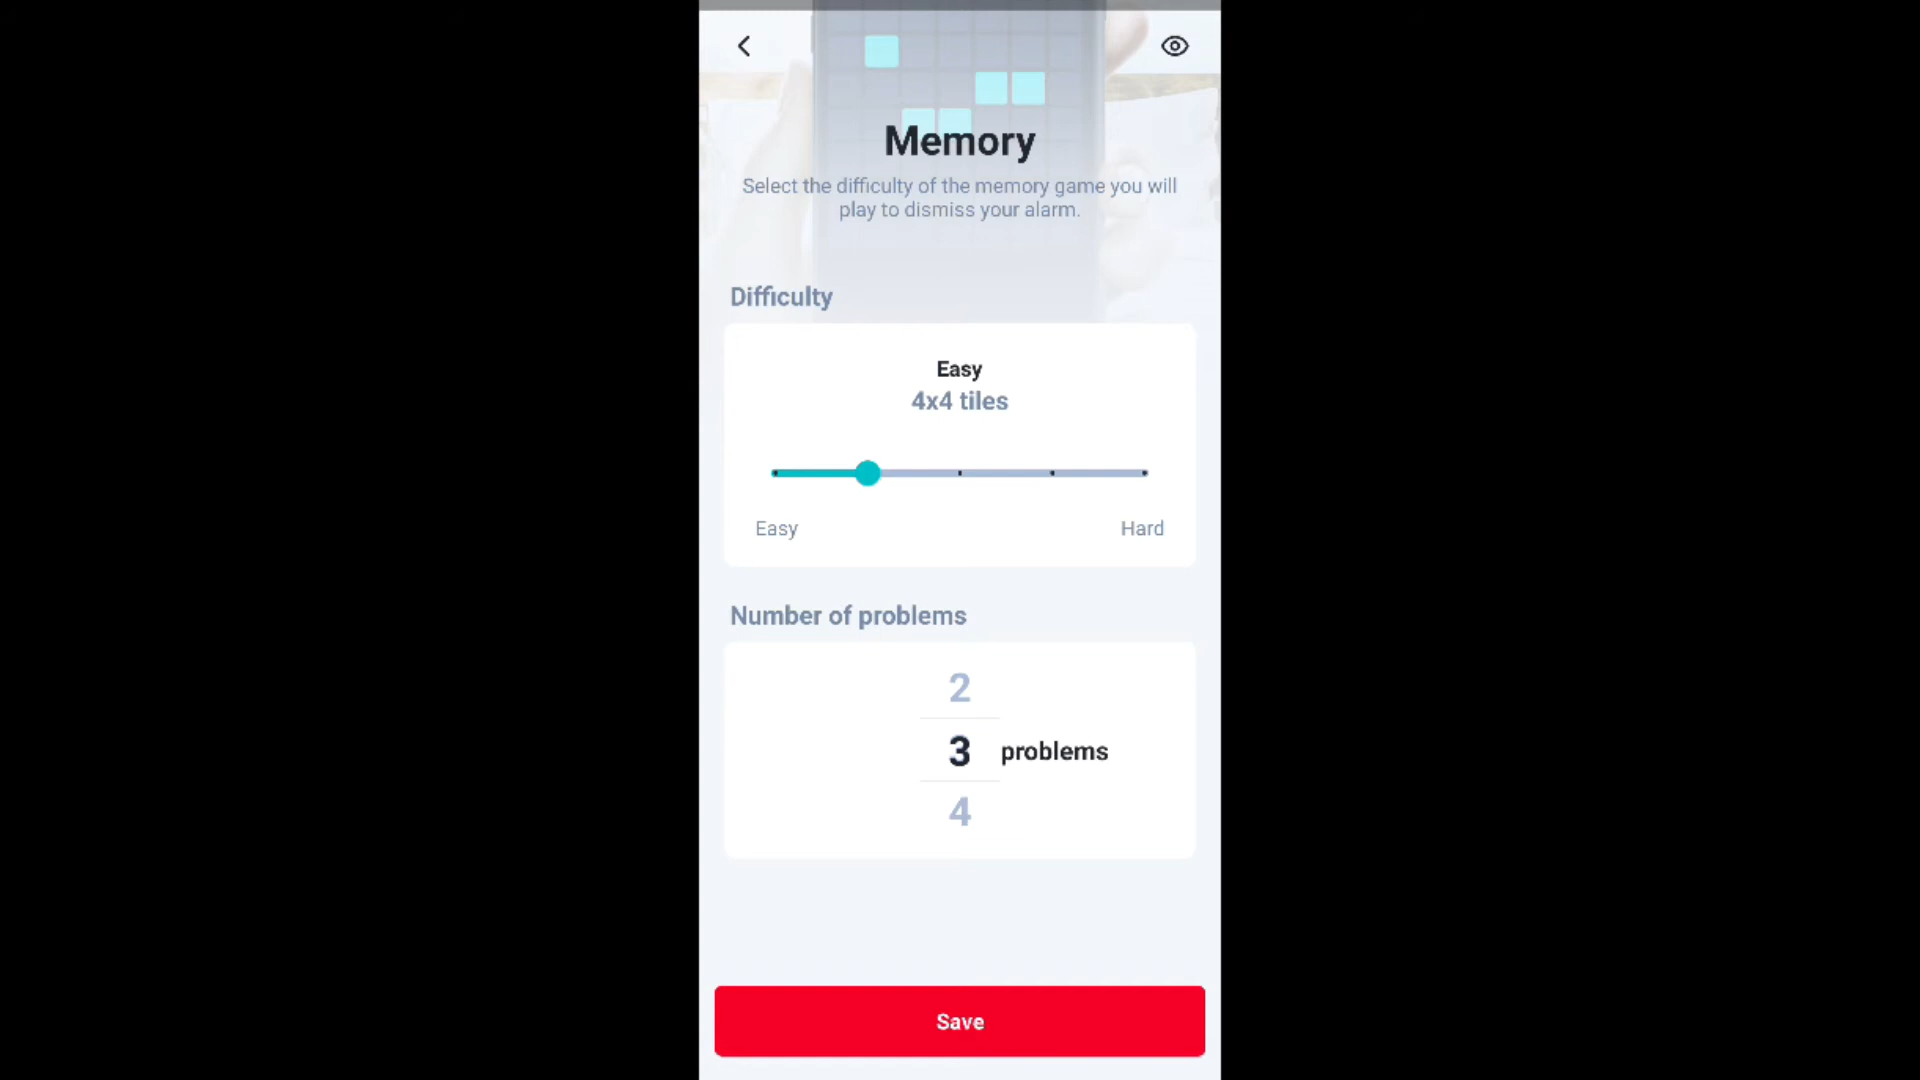 Memory
Select the difficulty of the memory game you will
play to dismiss your alarm.
Difficulty
Easy
4x4 tiles
Easy
Hard
Number of problems
2
3 problems
4
Save